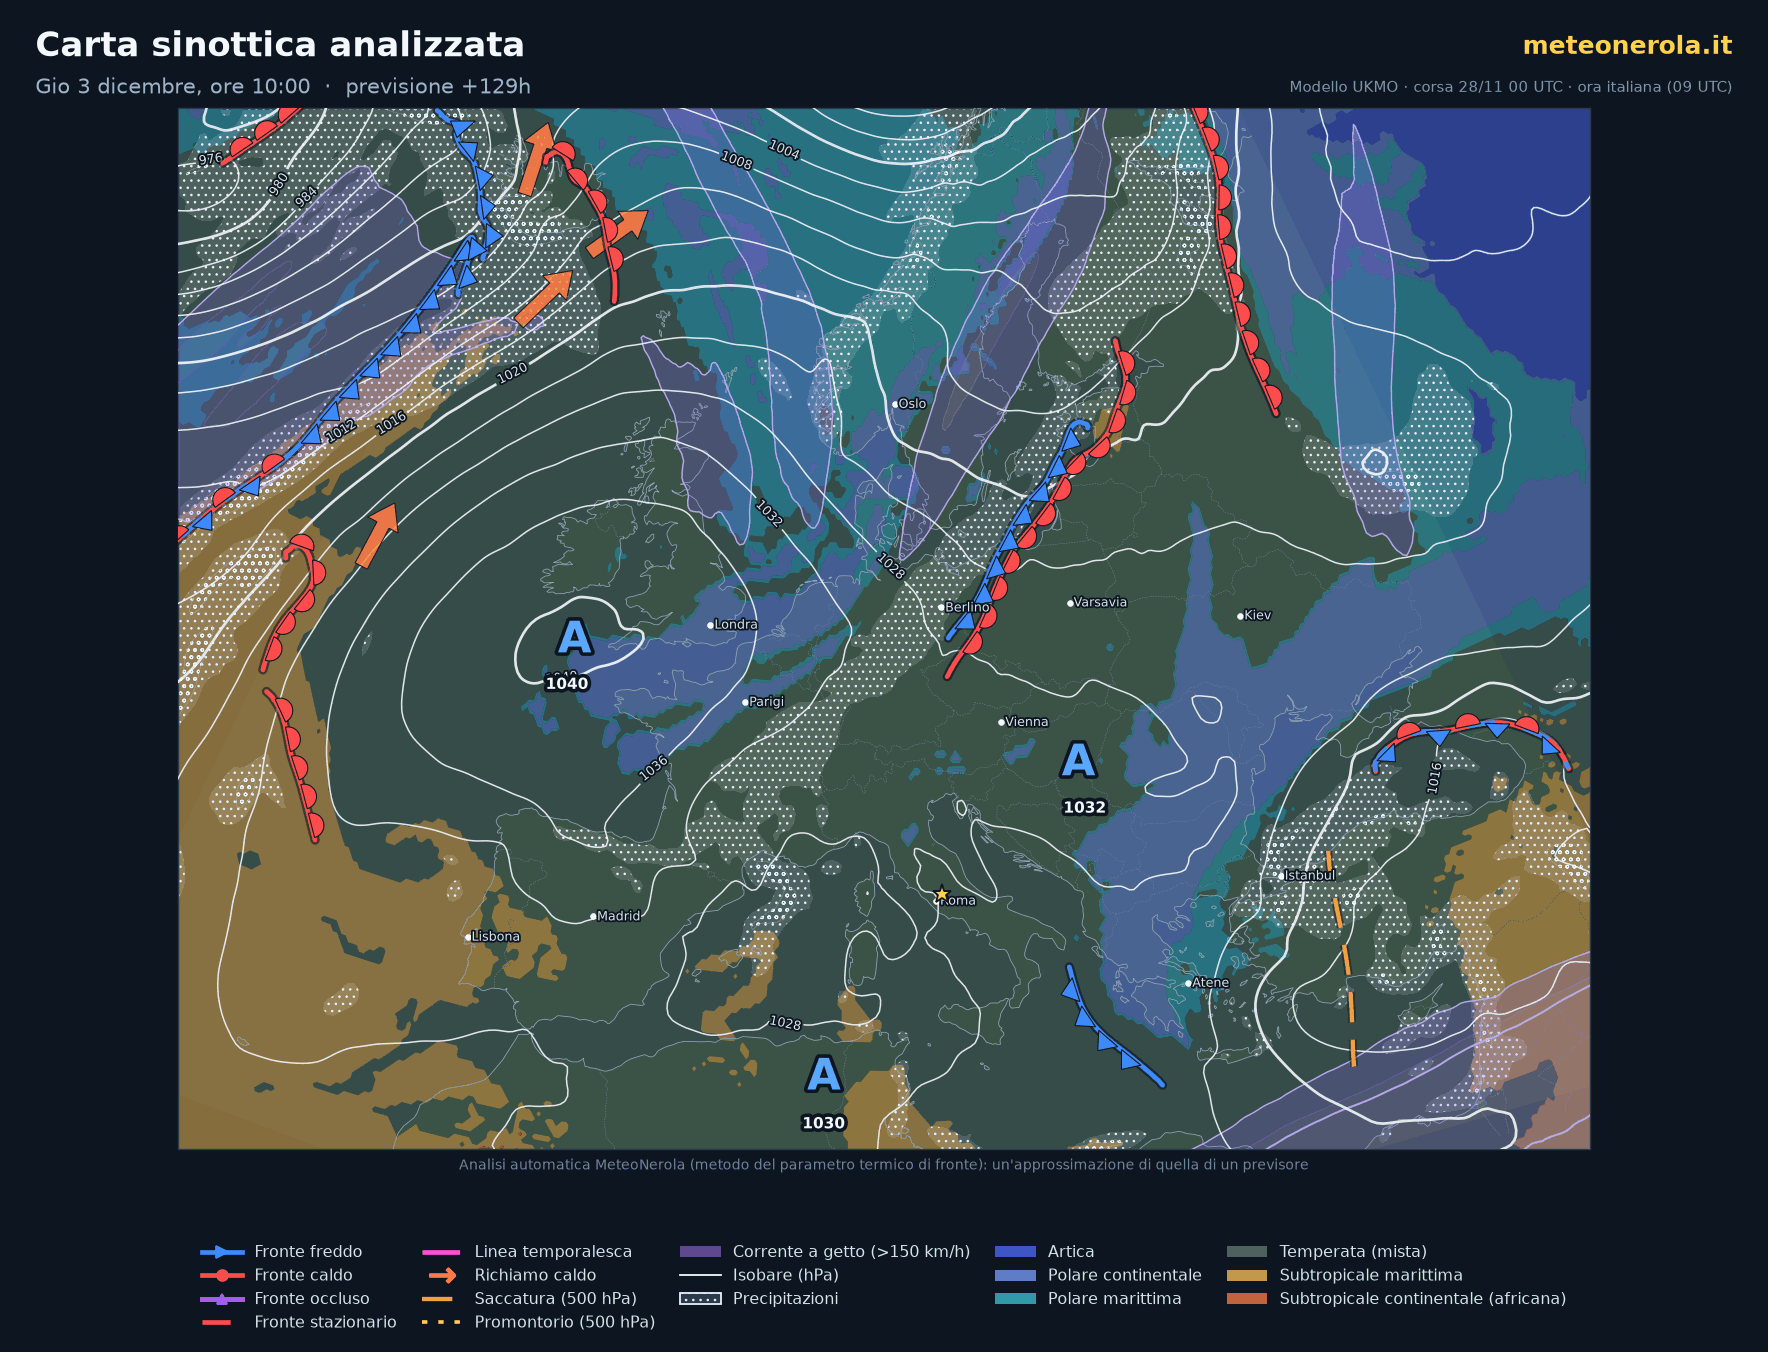 Carta sinottica analizzata
meteonerola.it
Gio 3 dicembre, ore 10:00 · previsione +129h
Modello UKMO · corsa 28/11 00 UTC · ora italiana (09 UTC)
976
980
984
1008
1004
1020
1012
1016
Oslo
1032
1028
Berlino
Varsavia
Kiev
Londra
A
1040
Parigi
Vienna
1036
A
1032
1016
Istanbul
Roma
Madrid
Lisbona
Atene
1028
A
1030
Analisi automatica MeteoNerola (metodo del parametro termico di fronte): un'approssimazione di quella di un previsore
Fronte freddo
Fronte caldo
Fronte occluso
Fronte stazionario
Linea temporalesca
Richiamo caldo
Saccatura (500 hPa)
Promontorio (500 hPa)
Corrente a getto (>150 km/h)
Isobare (hPa)
Precipitazioni
Artica
Polare continentale
Polare marittima
Temperata (mista)
Subtropicale marittima
Subtropicale continentale (africana)